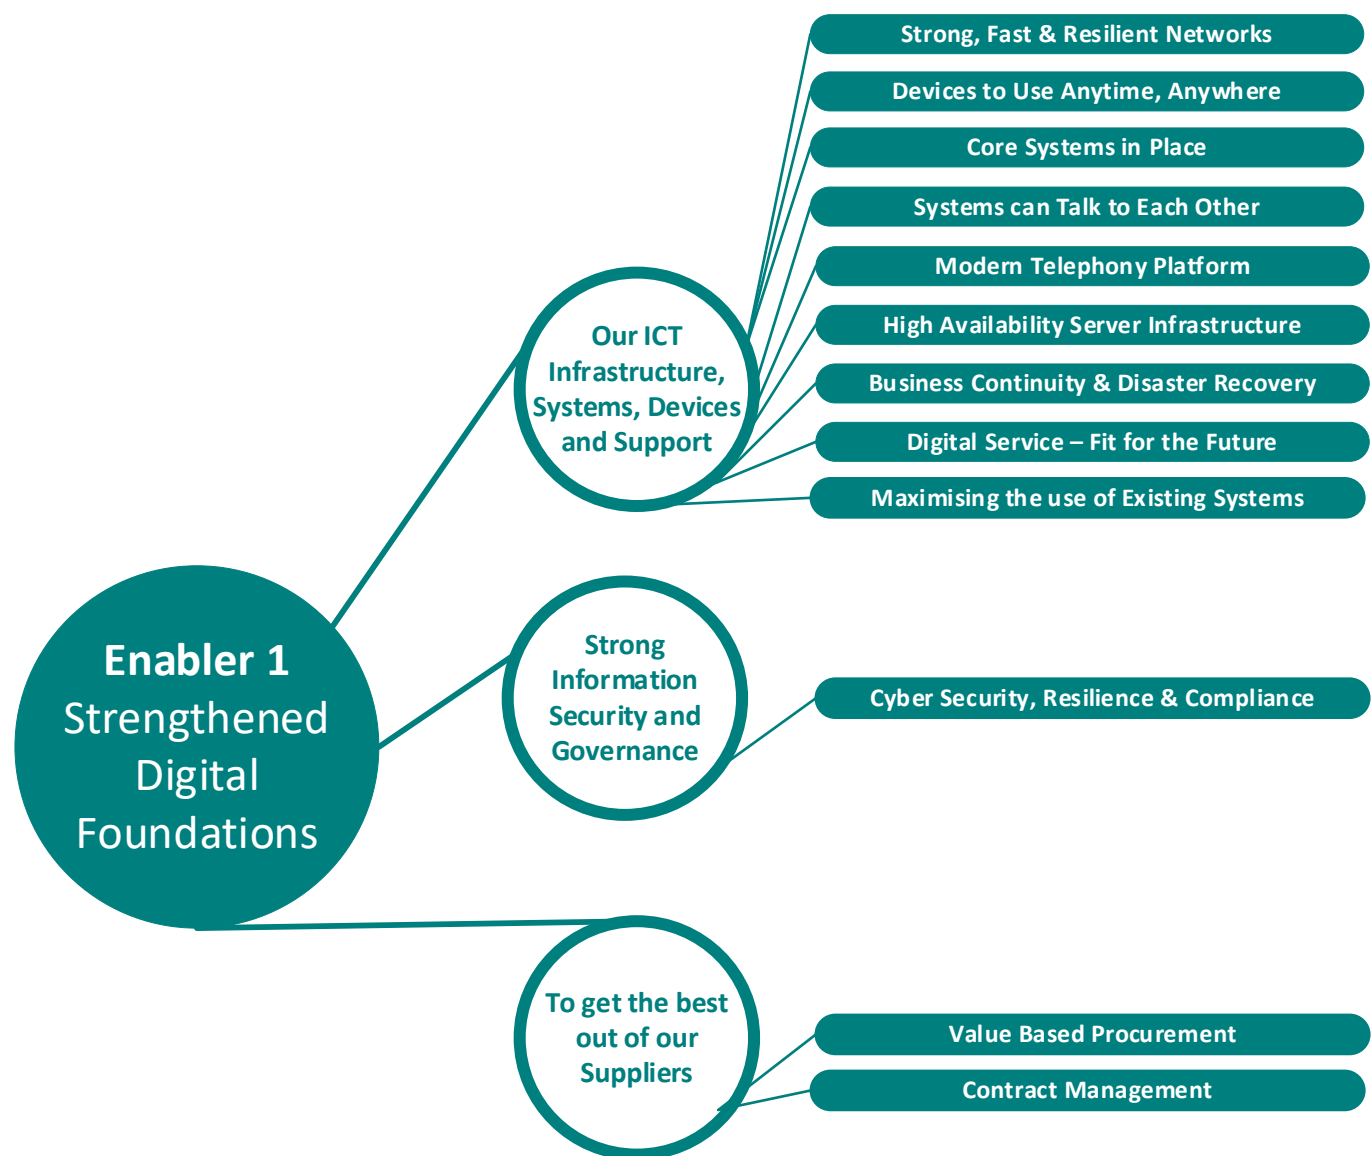 Enabler 1
Strengthened
Digital
Foundations
Our ICT
Infrastructure,
Systems, Devices
and Support
Strong, Fast & Resilient Networks
Devices to Use Anytime, Anywhere
Core Systems in Place
Systems can Talk to Each Other
Modern Telephony Platform
High Availability Server Infrastructure
Business Continuity & Disaster Recovery
Digital Service – Fit for the Future
Maximising the use of Existing Systems
Strong
Information
Security and
Governance
Cyber Security, Resilience & Compliance
To get the best
out of our
Suppliers
Value Based Procurement
Contract Management